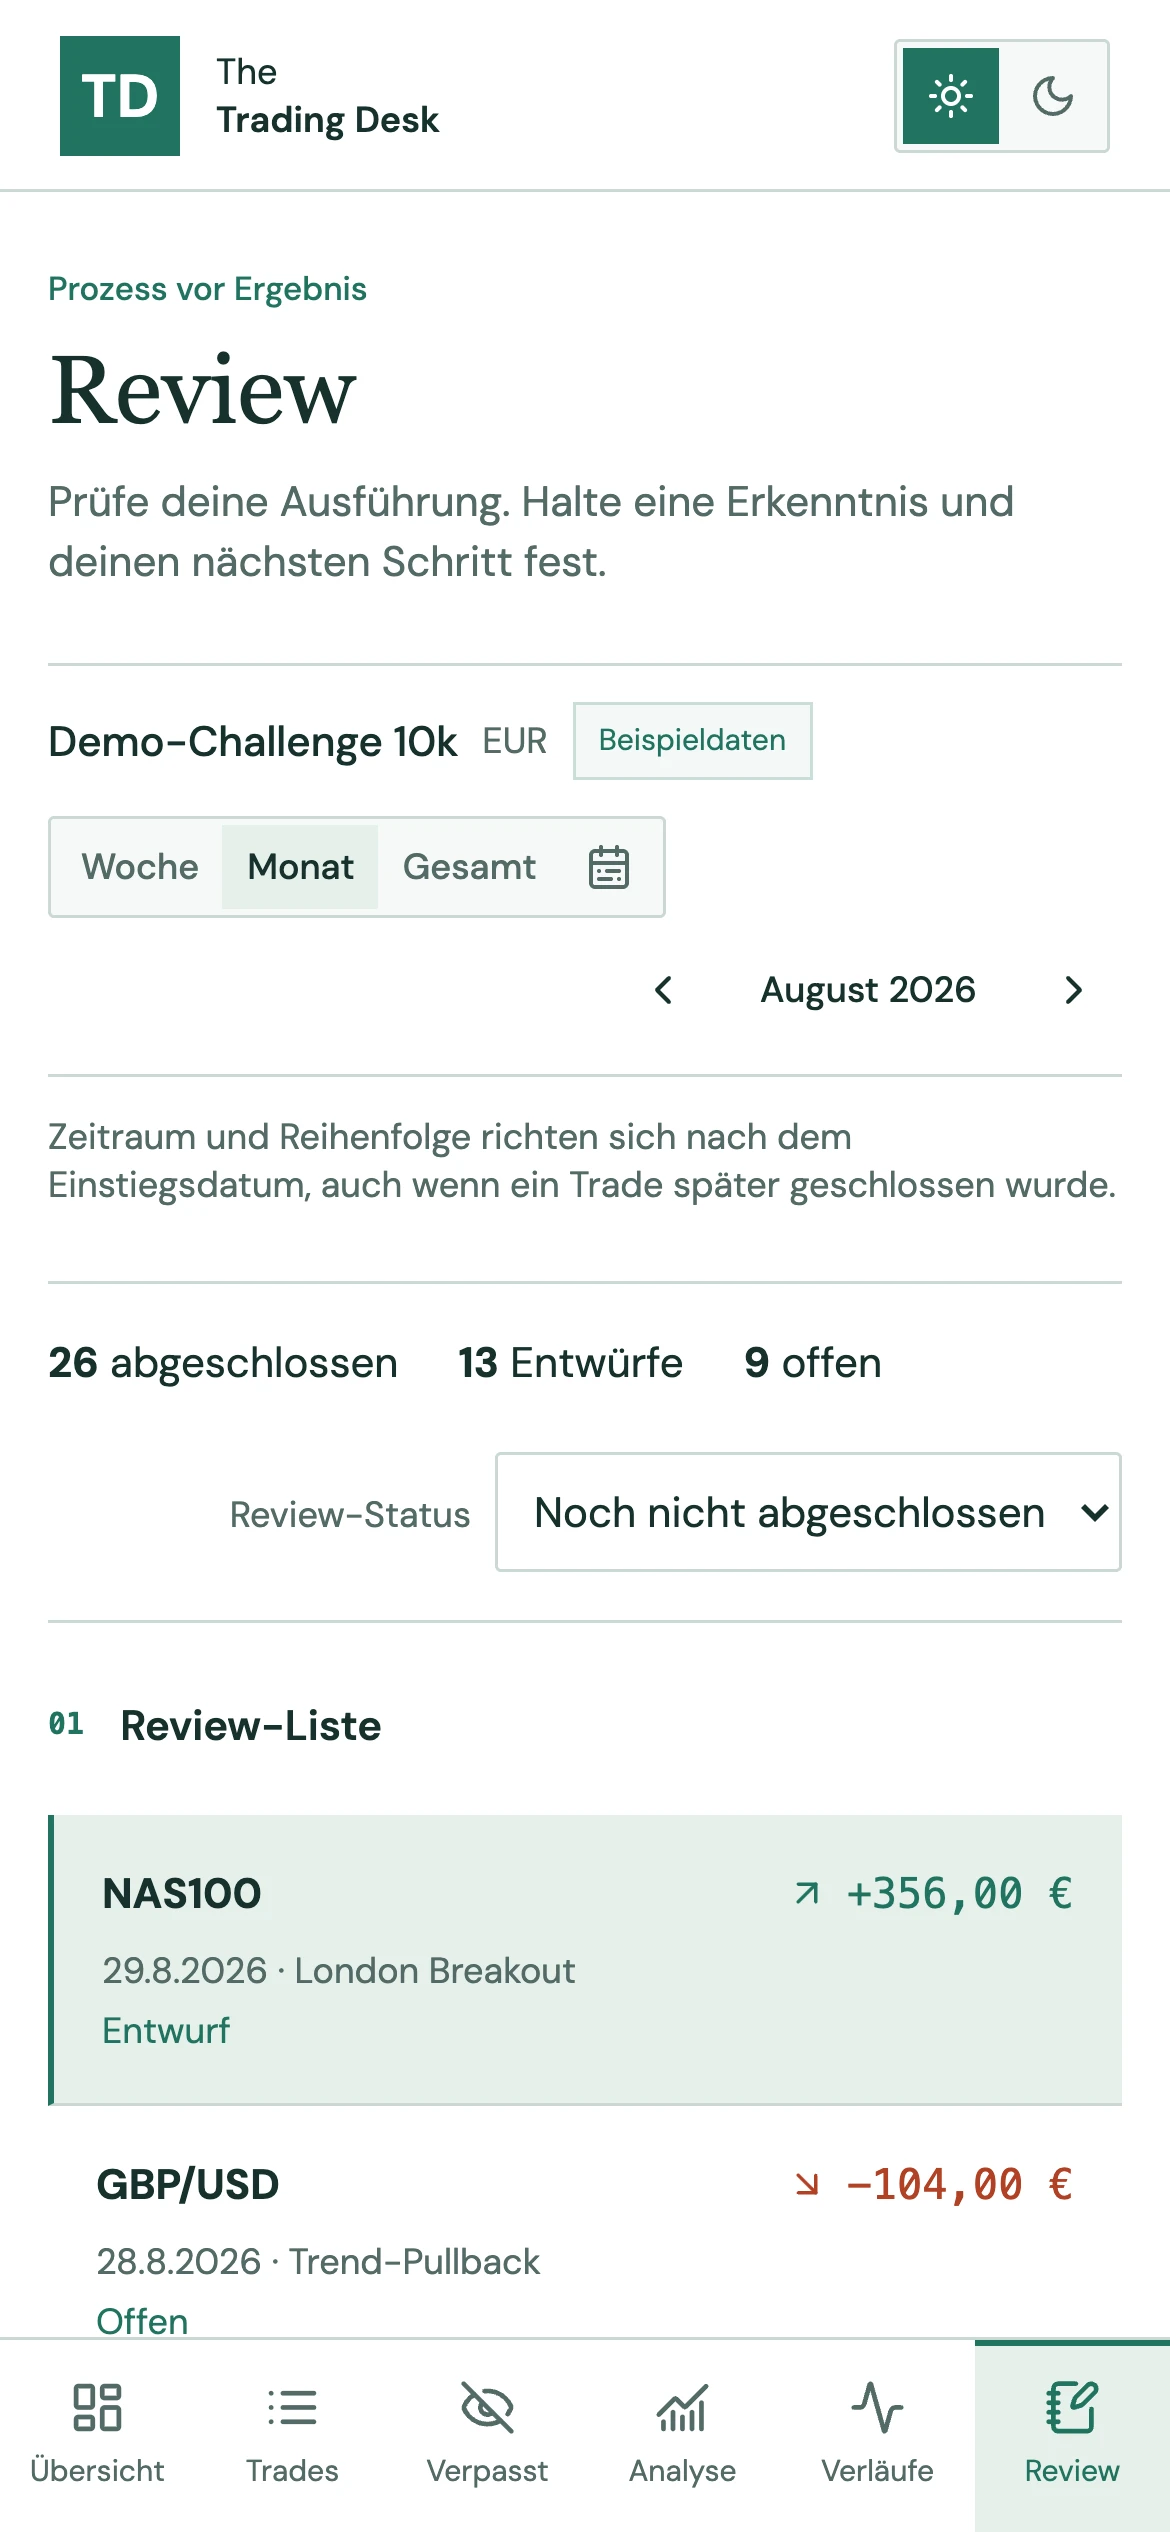 TD
The
Trading Desk
Prozess vor Ergebnis
Review
Prüfe deine Ausführung. Halte eine Erkenntnis und
deinen nächsten Schritt fest.
Demo-Challenge 10k EUR Beispieldaten
Woche Monat Gesamt
August 2026
Zeitraum und Reihenfolge richten sich nach dem
Einstiegsdatum, auch wenn ein Trade später geschlossen wurde.
26 abgeschlossen 13 Entwürfe 9 offen
Review-Status Noch nicht abgeschlossen
01 Review-Liste
NAS100 +356,00 €
29.8.2026 · London Breakout
Entwurf
GBP/USD −104,00 €
28.8.2026 · Trend-Pullback
Offen
Übersicht Trades Verpasst Analyse Verläufe Review